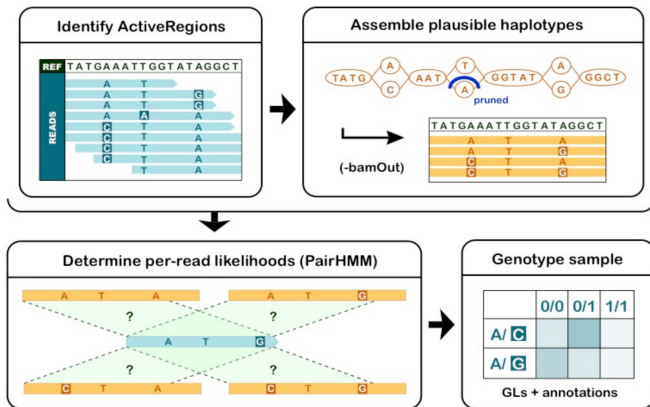 Identify ActiveRegions
REF TATGAAATTGGTATAGGCT
READS
A T
A T G
A T G
A A A
C T A
C T A
C T A
C T A
T A
Assemble plausible haplotypes
TATG A C AAT T A GGTAT A G GGCT
pruned
(-bamOut)
TATGAAATTGGTATAGGCT
A T A
A T G
C T A
C T G
Determine per-read likelihoods (PairHMM)
A T A
A T G
? ?
A T G
? ?
C T A
C T G
Genotype sample
0/0 0/1 1/1
A/ C
A/ G
GLs + annotations